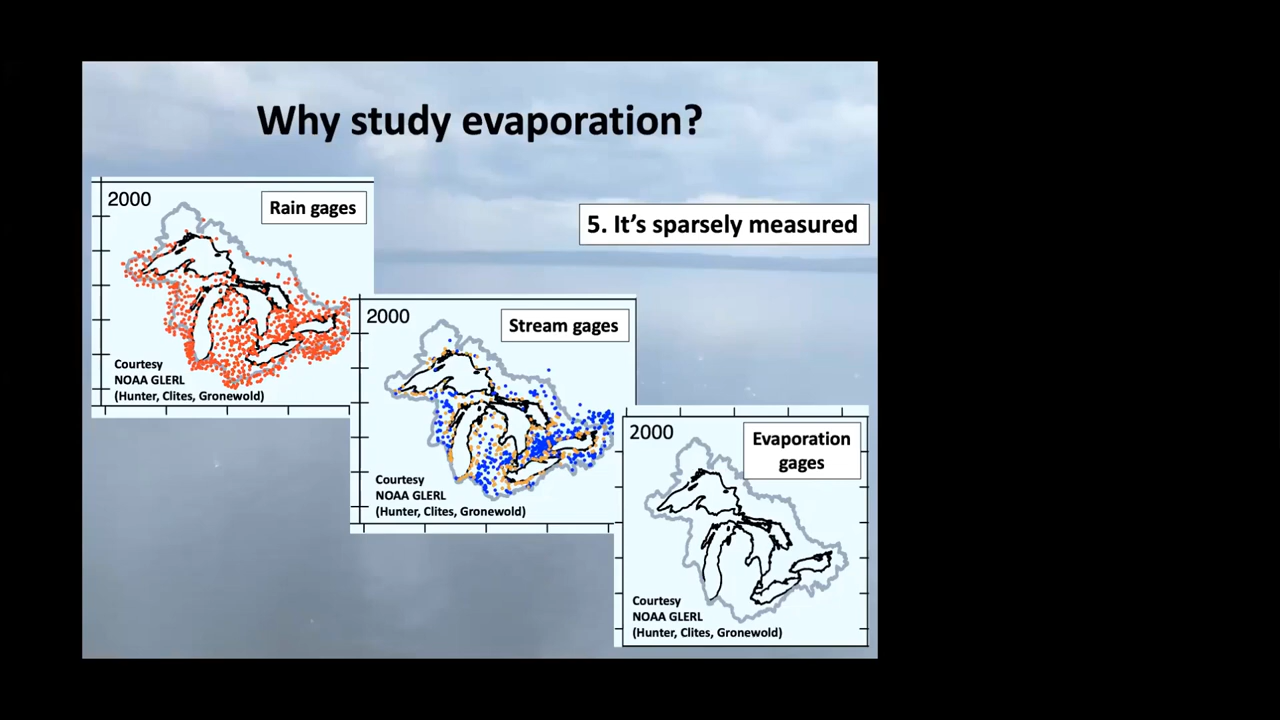 Why study evaporation?
2000
Rain gages
Courtesy
NOAA GLERL
(Hunter, Clites, Gronewold)
5. It's sparsely measured
2000
Stream gages
Courtesy
NOAA GLERL
(Hunter, Clites, Gronewold)
2000
Evaporation
gages
Courtesy
NOAA GLERL
(Hunter, Clites, Gronewold)